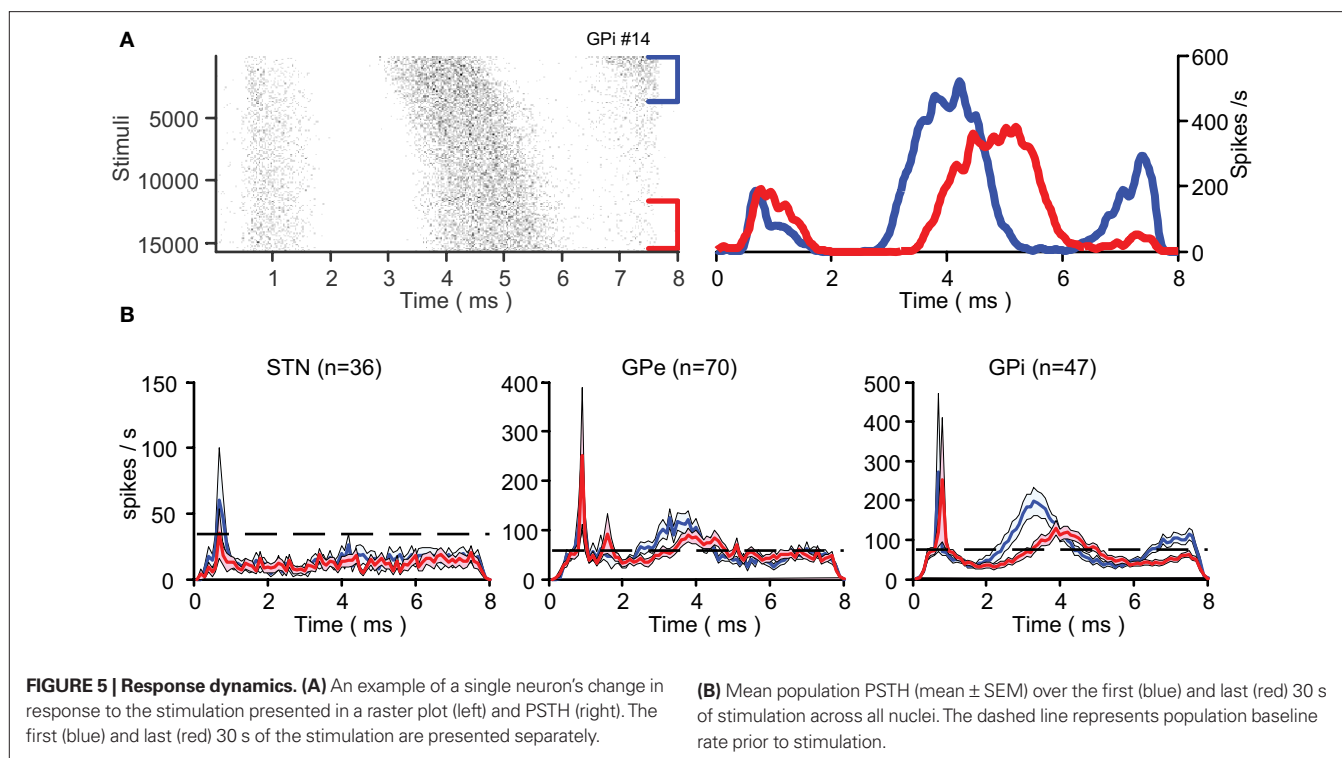 A
GPi #14
Stimuli
5000
10000
15000
1 2 3 4 5 6 7 8
Time ( ms )
600
400
200
0
Spikes /s
0 2 4 6 8
Time ( ms )
B
STN (n=36)
150
100
50
0
spikes / s
0 2 4 6 8
Time ( ms )
GPe (n=70)
400
300
200
100
0
0 2 4 6 8
Time ( ms )
GPi (n=47)
500
400
300
200
100
0
0 2 4 6 8
Time ( ms )
FIGURE 5 | Response dynamics. (A) An example of a single neuron's change in
response to the stimulation presented in a raster plot (left) and PSTH (right). The
first (blue) and last (red) 30 s of the stimulation are presented separately.
(B) Mean population PSTH (mean ± SEM) over the first (blue) and last (red) 30 s
of stimulation across all nuclei. The dashed line represents population baseline
rate prior to stimulation.